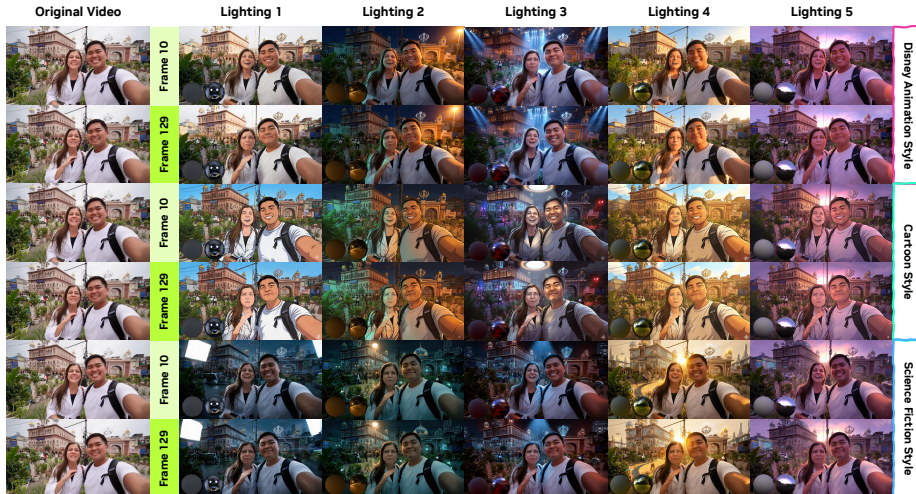 Original Video Lighting 1 Lighting 2 Lighting 3 Lighting 4 Lighting 5
Frame 10
Frame 129
Disney Animation Style
Frame 10
Frame 129
Cartoon Style
Frame 10
Frame 129
Science Fiction Style